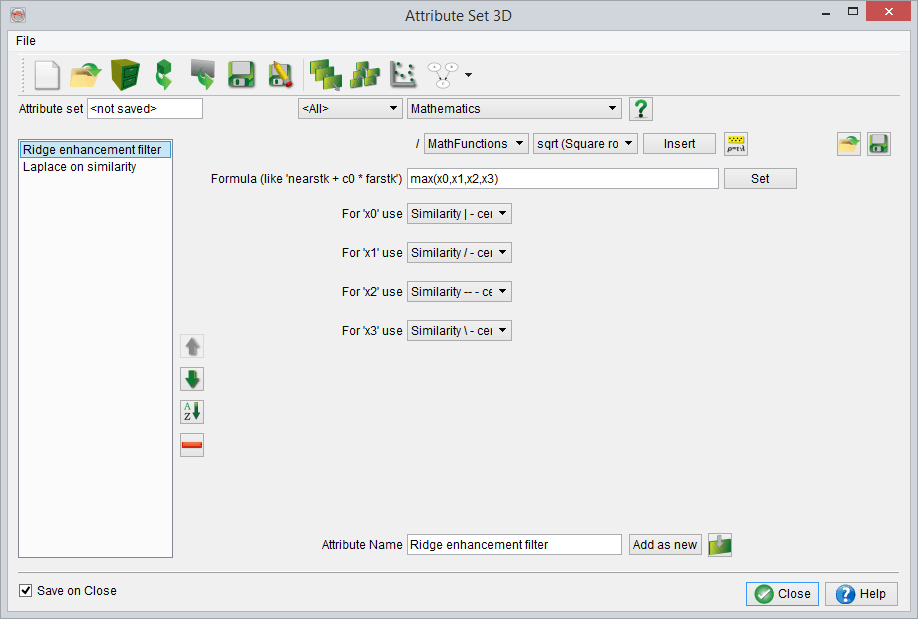 Attribute Set 3D
File
Attribute set <not saved> <All> Mathematics ?
Ridge enhancement filter
Laplace on similarity
/ MathFunctions sqrt (Square ro Insert
Formula (like 'nearstk + c0 * farstk') max(x0,x1,x2,x3) Set
For 'x0' use Similarity | - cei
For 'x1' use Similarity / - cei
For 'x2' use Similarity -- - ce
For 'x3' use Similarity \ - cei
A
Z
Attribute Name Ridge enhancement filter Add as new
Save on Close
Close ? Help